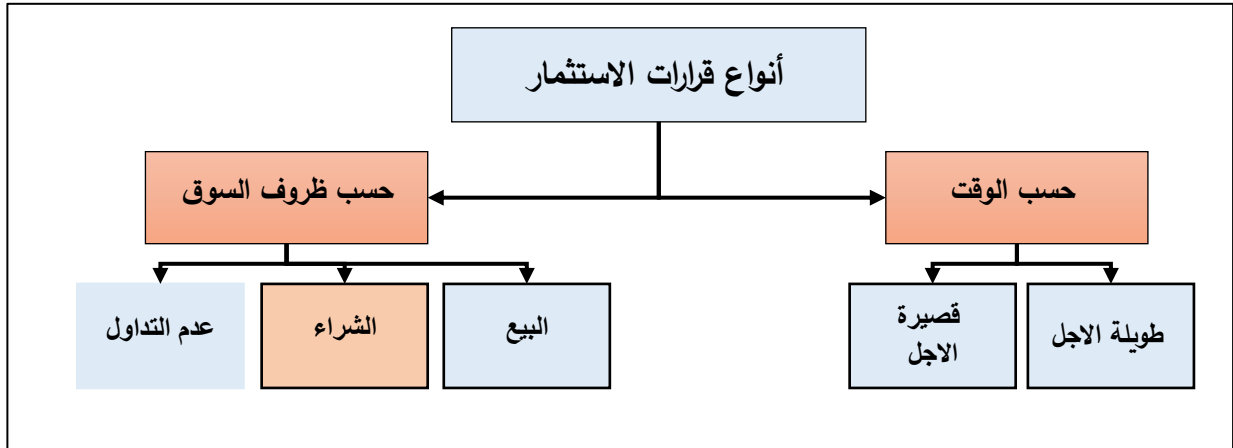 أنواع قرارات الاستثمار
حسب الوقت
حسب ظروف السوق
طويلة الاجل
قصيرة
الاجل
البيع
الشراء
عدم التداول